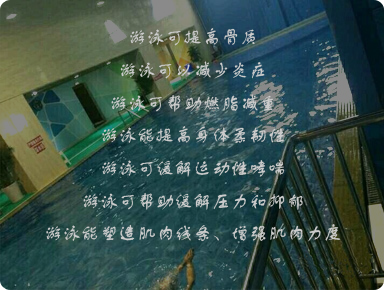 游泳可提高骨质
游泳可以减少炎症
游泳可帮助燃脂减重
游泳能提高身体柔韧性
游泳可缓解运动性哮喘
游泳可帮助缓解压力和抑郁
游泳能塑造肌肉线条、增强肌肉力度